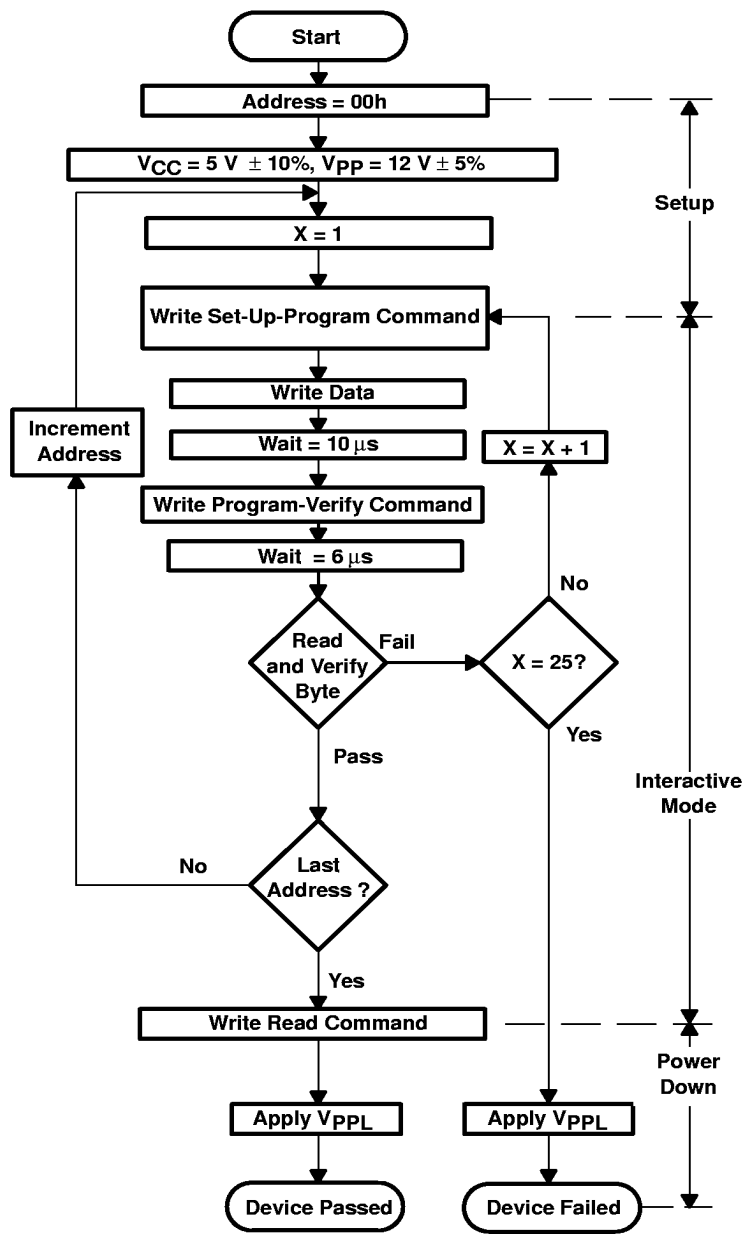 Start
Address = 00h
VCC = 5 V ± 10%, VPP = 12 V ± 5%
Setup
X = 1
Write Set-Up-Program Command
Write Data
Increment
Address
Wait = 10 µs
X = X + 1
Write Program-Verify Command
Wait = 6 µs
No
Read
and Verify
Byte
Fail
X = 25?
Yes
Pass
Interactive
Mode
No
Last
Address ?
Yes
Write Read Command
Power
Down
Apply VPPL
Apply VPPL
Device Passed
Device Failed